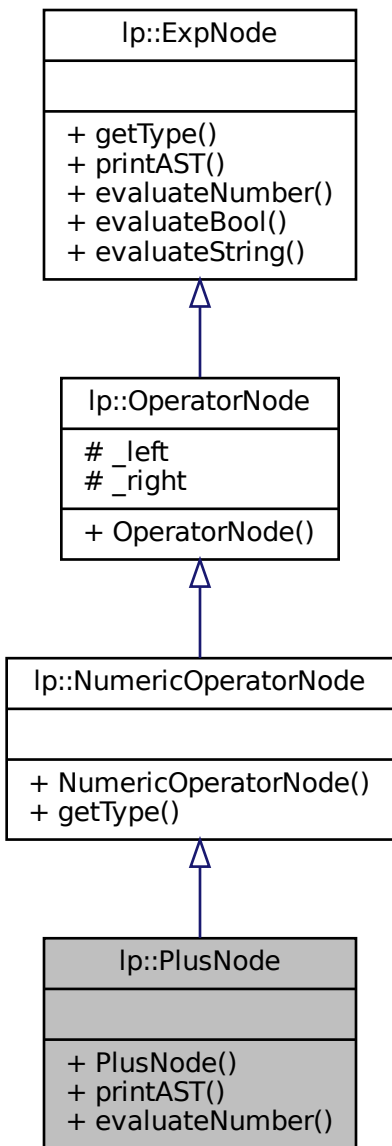 lp::ExpNode
+ getType()
+ printAST()
+ evaluateNumber()
+ evaluateBool()
+ evaluateString()
lp::OperatorNode
# _left
# _right
+ OperatorNode()
lp::NumericOperatorNode
+ NumericOperatorNode()
+ getType()
lp::PlusNode
+ PlusNode()
+ printAST()
+ evaluateNumber()